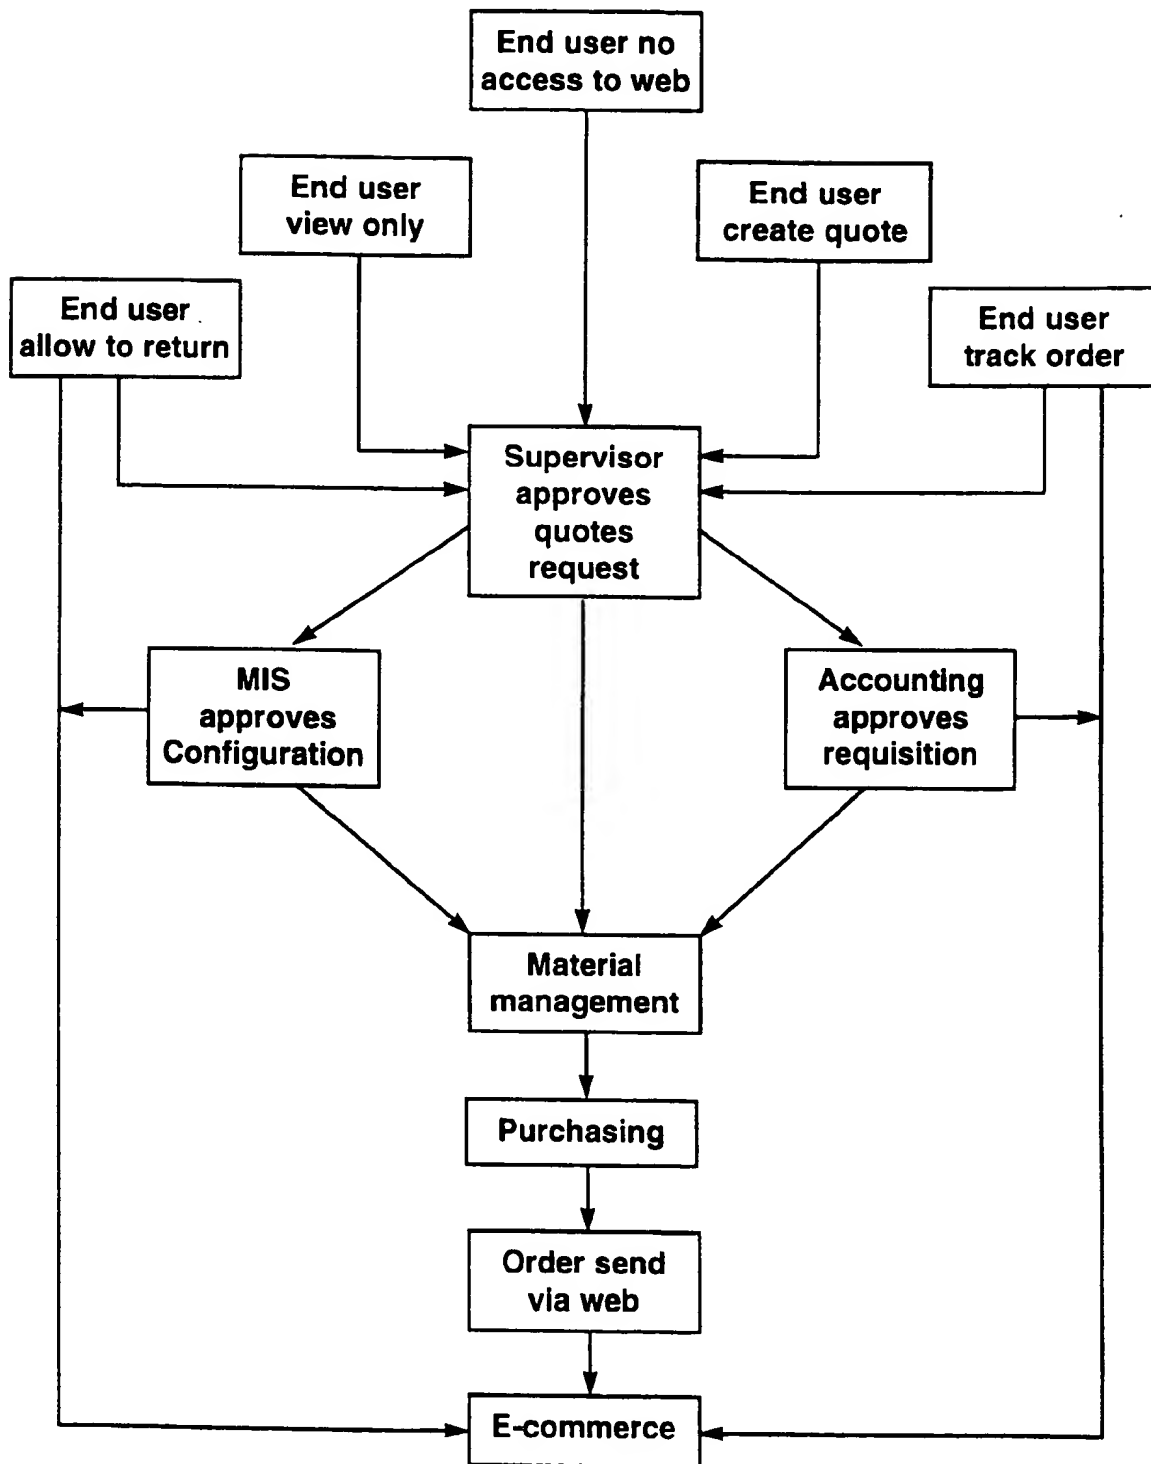 End user no
access to web
End user
view only
End user
create quote
End user
allow to return
End user
track order
Supervisor
approves
quotes
request
MIS
approves
Configuration
Accounting
approves
requisition
Material
management
Purchasing
Order send
via web
E-commerce